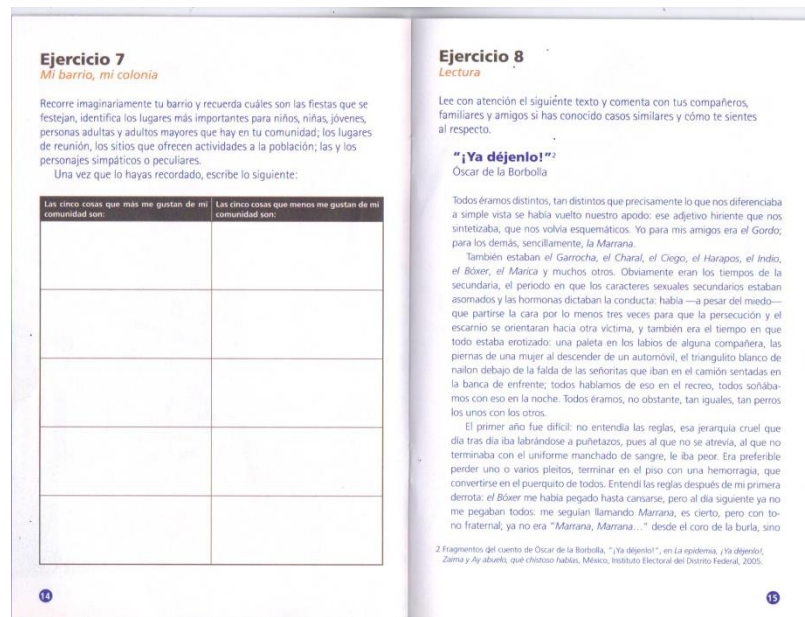 Ejercicio 7
Mi barrio, mi colonia
Recorre imaginariamente tu barrio y recuerda cuáles son las fiestas que se
festejan, identifica los lugares más importantes para niños, niñas, jóvenes,
personas adultas y adultos mayores que hay en tu comunidad; los lugares
de reunión, los sitios que ofrecen actividades a la población; las y los
personajes simpáticos o peculiares.
Una vez que lo hayas recordado, escribe lo siguiente:
Las cinco cosas que más me gustan de mi
comunidad son:
Las cinco cosas que menos me gustan de mi
comunidad son:
14
Ejercicio 8
Lectura
Lee con atención el siguiente texto y comenta con tus compañeros,
familiares y amigos si has conocido casos similares y cómo te sientes
al respecto.
"¡Ya déjenlo!"2
Óscar de la Borbolla
Todos éramos distintos, tan distintos que precisamente lo que nos diferenciaba
a simple vista se había vuelto nuestro apodo: ese adjetivo hiriente que nos
sintetizaba, que nos volvía esquemáticos. Yo para mis amigos era el Gordo;
para los demás, sencillamente, la Marrana.
También estaban el Garrocha, el Charal, el Ciego, el Harapos, el Indio,
el Bóxer, el Marica y muchos otros. Obviamente eran los tiempos de la
secundaria, el periodo en que los caracteres sexuales secundarios estaban
asomados y las hormonas dictaban la conducta: había —a pesar del miedo—
que partirse la cara por lo menos tres veces para que la persecución y el
escarnio se orientaran hacia otra víctima, y también era el tiempo en que
todo estaba erotizado: una paleta en los labios de alguna compañera, las
piernas de una mujer al descender de un automóvil, el triangulito blanco de
nailon debajo de la falda de las señoritas que iban en el camión sentadas en
la banca de enfrente; todos hablamos de eso en el recreo, todos soñába-
mos con eso en la noche. Todos éramos, no obstante, tan iguales, tan perros
los unos con los otros.
El primer año fue difícil: no entendía las reglas, esa jerarquía cruel que
día tras día iba labrándose a puñetazos, pues al que no se atrevía, al que no
terminaba con el uniforme manchado de sangre, le iba peor. Era preferible
perder uno o varios pleitos, terminar en el piso con una hemorragia, que
convertirse en el puerquito de todos. Entendí las reglas después de mi primera
derrota: el Bóxer me había pegado hasta cansarse, pero al día siguiente ya no
me pegaban todos: me seguían llamando Marrana, es cierto, pero con to-
no fraternal; ya no era "Marrana, Marrana..." desde el coro de la burla, sino
2 Fragmentos del cuento de Óscar de la Borbolla, "¡Ya déjenlo!", en La epidemia, ¡Ya déjenlo!,
Zaima y Ay abuelo, qué chistoso hablas, México, Instituto Electoral del Distrito Federal, 2005.
15